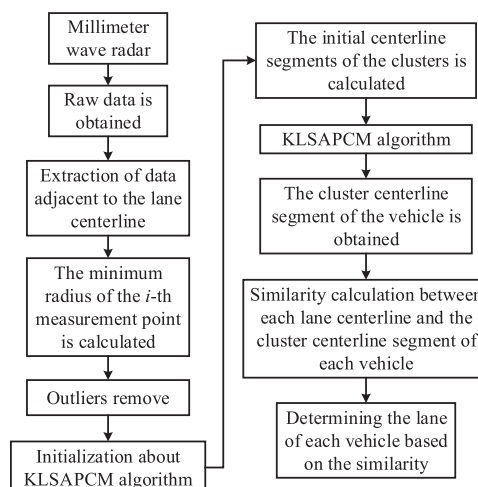 Millimeter
wave radar
Raw data is
obtained
Extraction of data
adjacent to the lane
centerline
The minimum
radius of the i-th
measurement point
is calculated
Outliers remove
Initialization about
KLSAPCM algorithm
The initial centerline
segments of the clusters is
calculated
KLSAPCM algorithm
The cluster centerline
segment of the vehicle is
obtained
Similarity calculation between
each lane centerline and the
cluster centerline segment of
each vehicle
Determining the lane
of each vehicle based
on the similarity